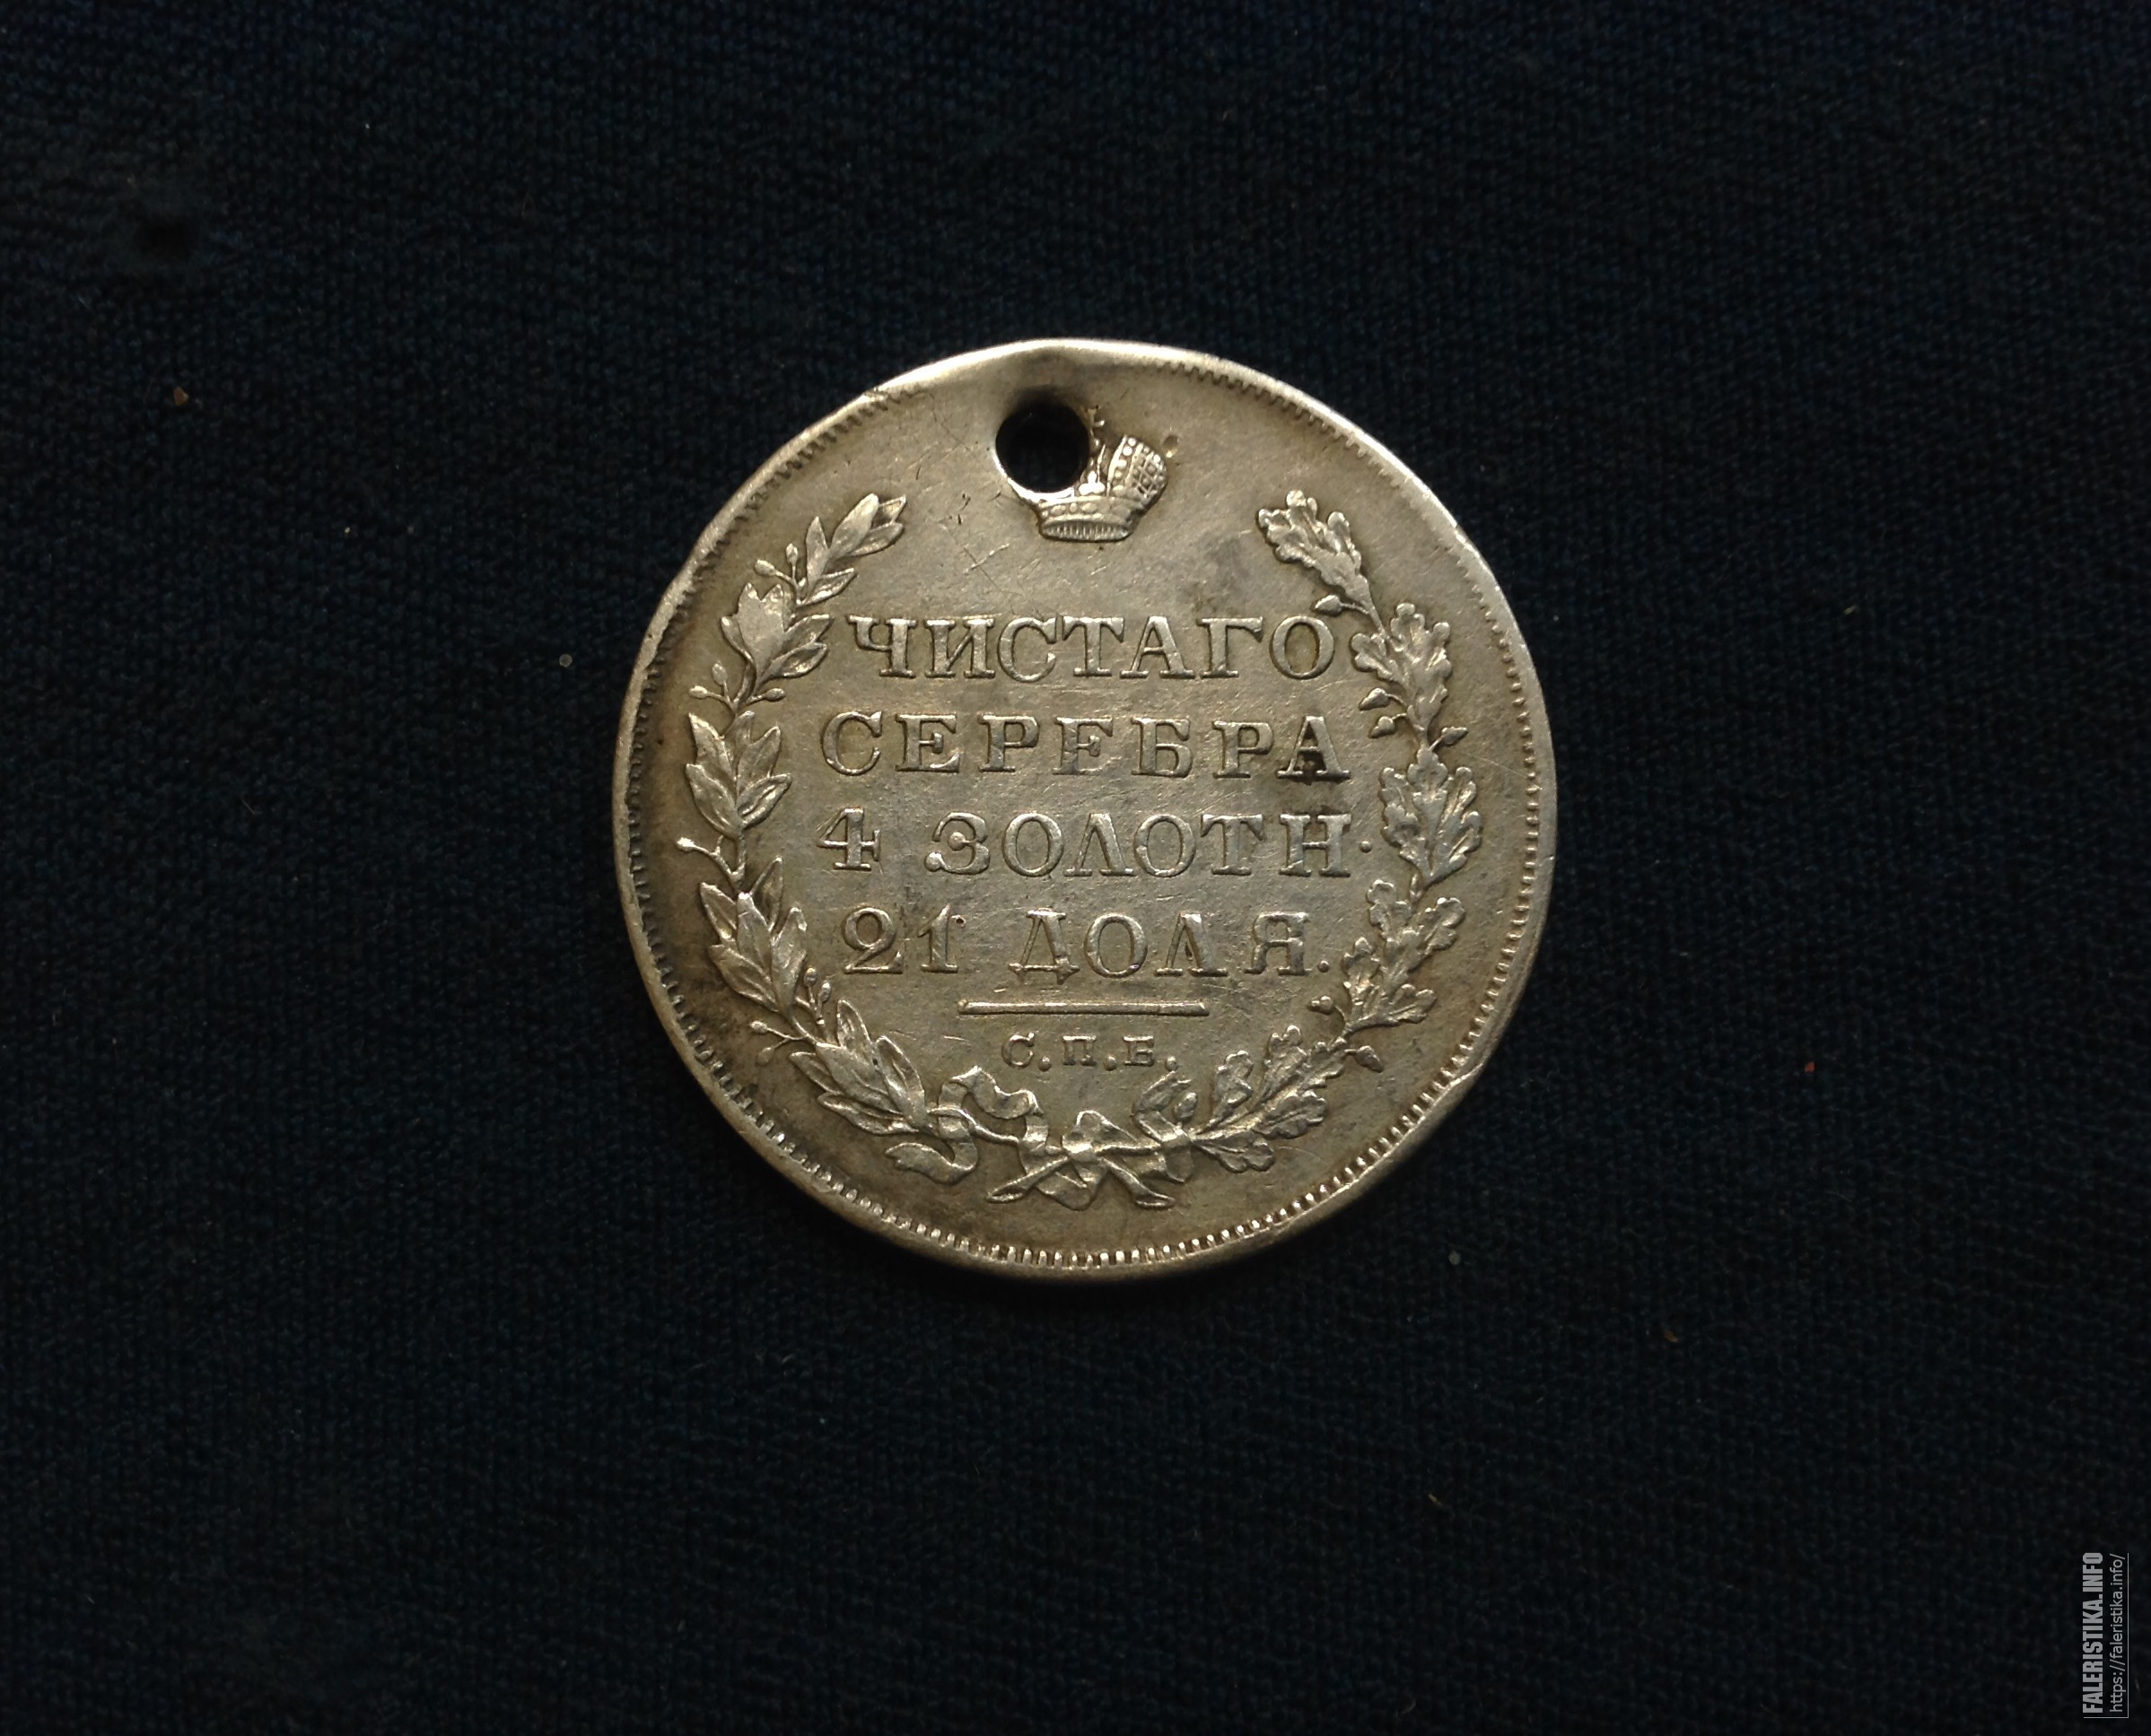 ЧИСТАГО
СЕРЕБРА
4 ЗОЛОТН.
21 ДОЛЯ.
С.П.Б.
FALERISTIKA.INFO
https://faleristika.info/